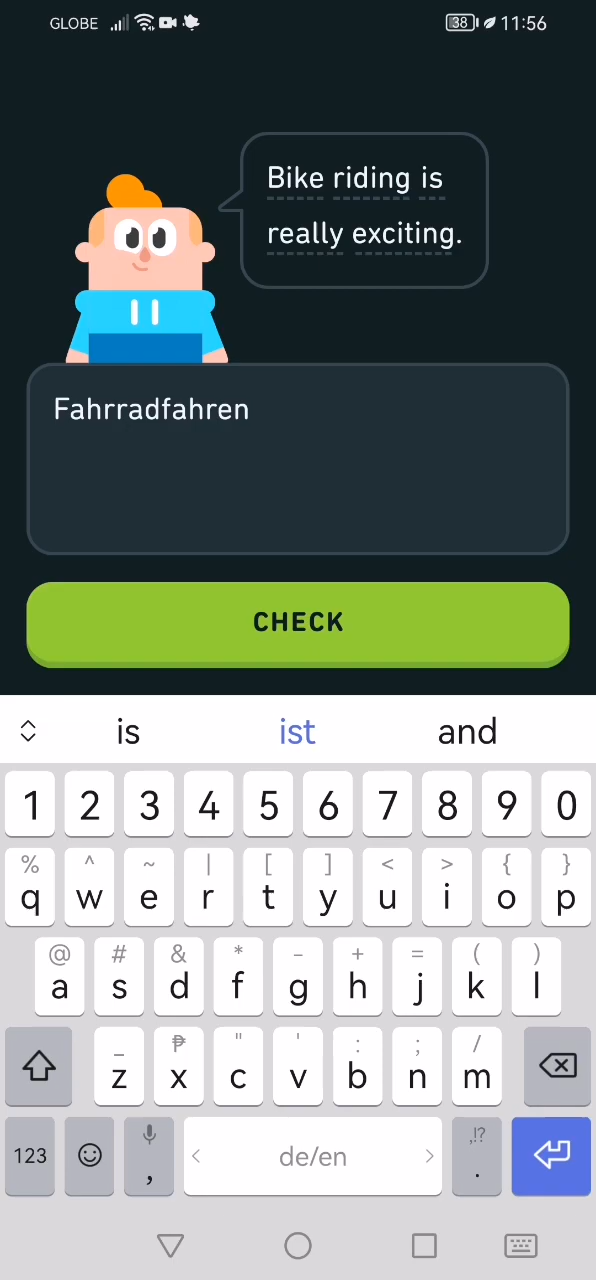 GLOBE 38 11:56
Bike riding is
really exciting.
Fahrradfahren
CHECK
is ist and
1 2 3 4 5 6 7 8 9 0
% ^ ~ | [ ] < > { }
q w e r t y u i o p
@ # & * - + = ( )
a s d f g h j k l
_ ₱ " ' : ; /
z x c v b n m
123 , < de/en > ,!? .